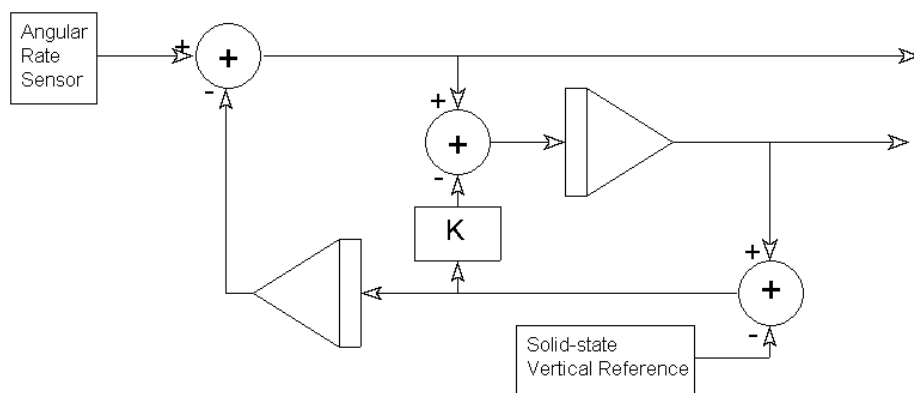 Angular
Rate
Sensor
+
+
-
+
+
-
K
+
+
-
Solid-state
Vertical Reference